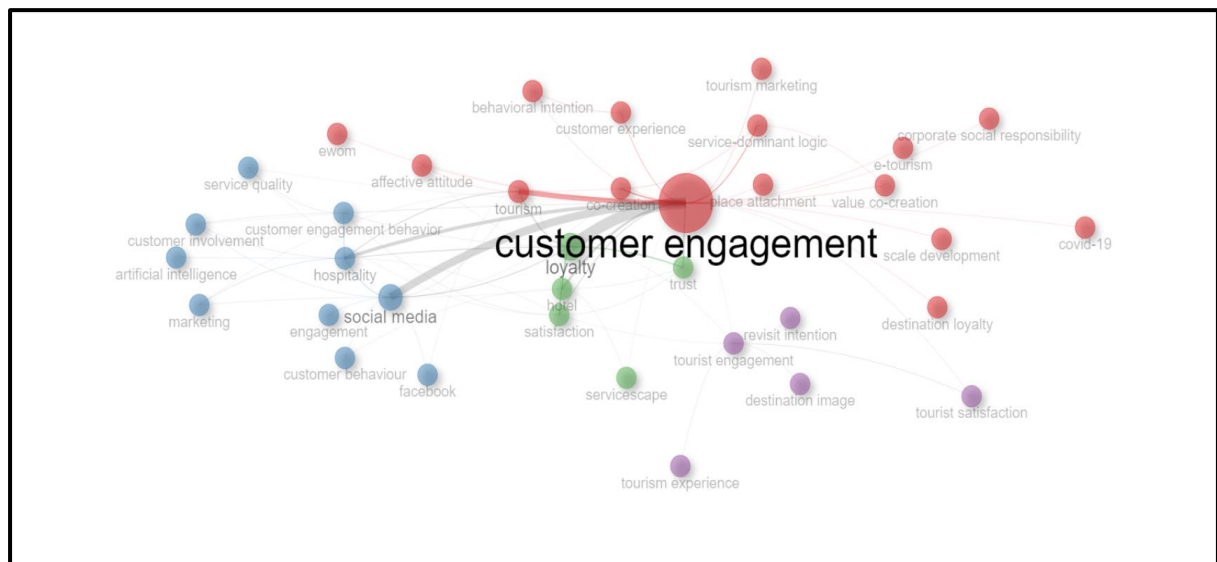 tourism marketing
behavioral intention
customer experience
service-dominant logic
corporate social responsibility
ewom
e-tourism
affective attitude
service quality
tourism
co-creation
place attachment
value co-creation
customer engagement behavior
customer involvement
customer engagement
covid-19
scale development
artificial intelligence
hospitality
loyalty
trust
hotel
marketing
engagement
social media
satisfaction
destination loyalty
revisit intention
tourist engagement
customer behaviour
facebook
servicescape
destination image
tourist satisfaction
tourism experience